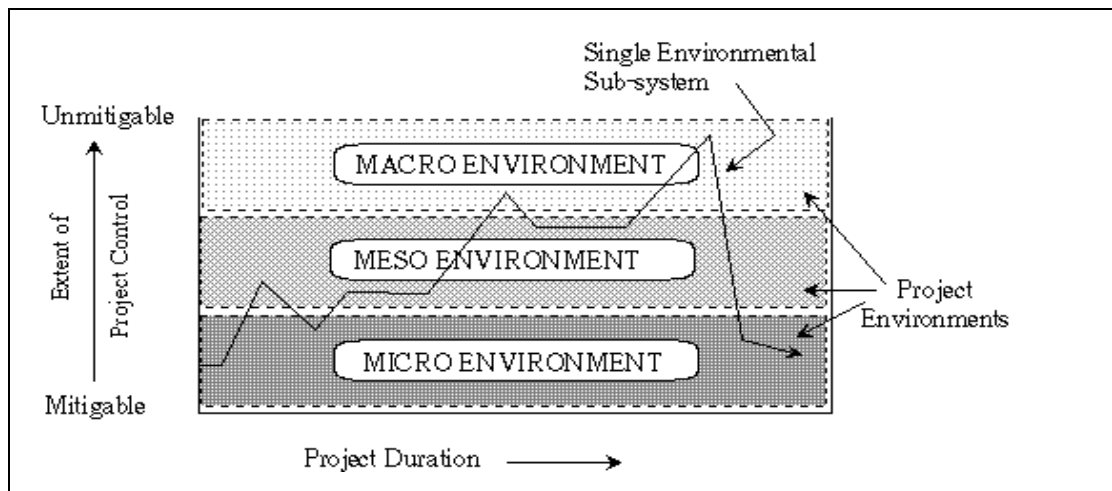 Single Environmental
Sub-system
Unmitigable
MACRO ENVIRONMENT
Extent of
Project Control
MESO ENVIRONMENT
Project
Environments
MICRO ENVIRONMENT
Mitigable
Project Duration